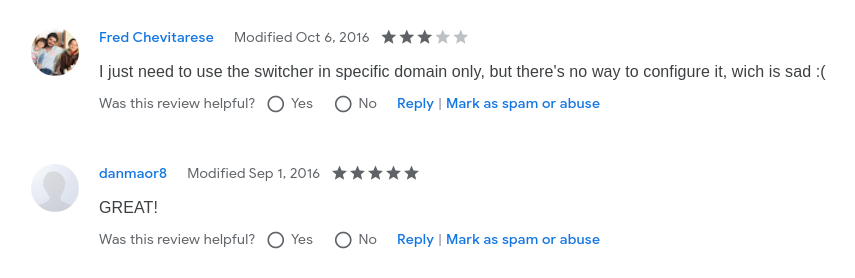 Fred Chevitarese Modified Oct 6, 2016
I just need to use the switcher in specific domain only, but there's no way to configure it, wich is sad :(
Was this review helpful? Yes No Reply | Mark as spam or abuse
danmaor8 Modified Sep 1, 2016
GREAT!
Was this review helpful? Yes No Reply | Mark as spam or abuse